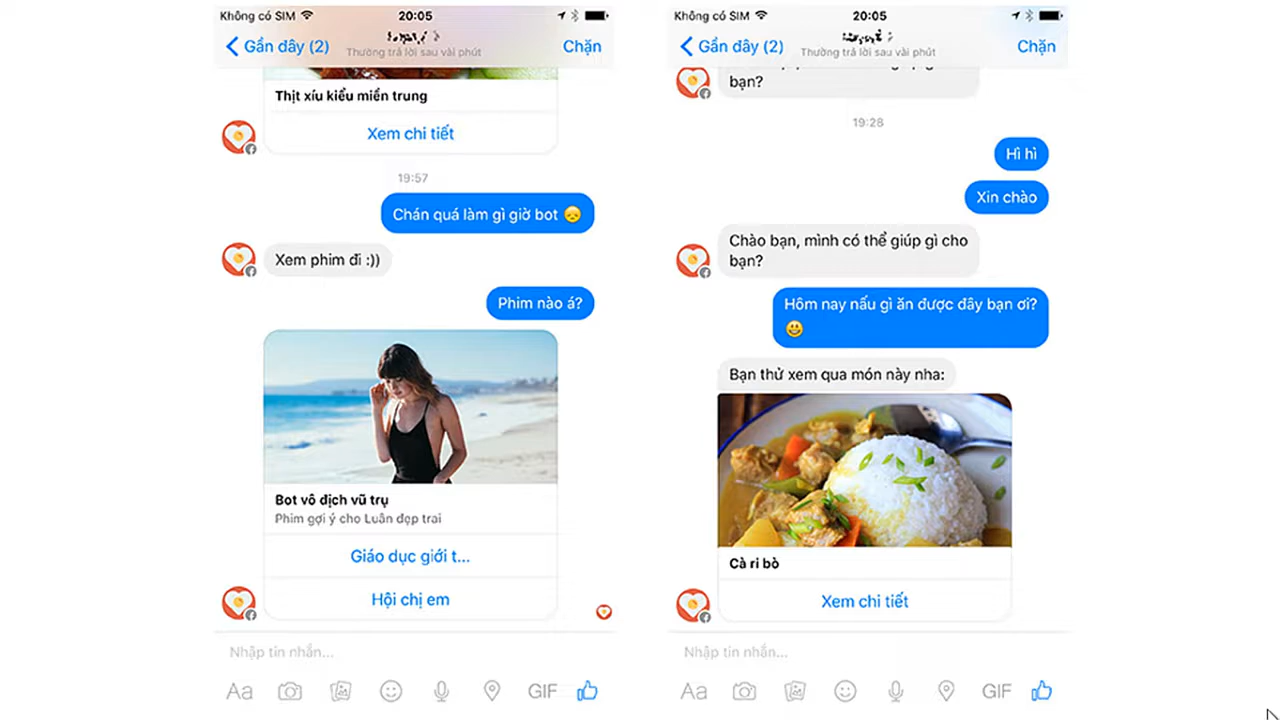 Không có SIM
20:05
Gần đây (2)
Thường trả lời sau vài phút
Chặn
Thịt xíu kiểu miền trung
Xem chi tiết
19:57
Chán quá làm gì giờ bot 😞
Xem phim đi :))
Phim nào á?
Bot vô địch vũ trụ
Phim gợi ý cho Luân đẹp trai
Giáo dục giới t...
Hội chị em
Nhập tin nhắn...
Aa
GIF
Không có SIM
20:05
Gần đây (2)
Thường trả lời sau vài phút
Chặn
bạn?
19:28
Hì hì
Xin chào
Chào bạn, mình có thể giúp gì cho
bạn?
Hôm nay nấu gì ăn được đây bạn ơi?
😃
Bạn thử xem qua món này nha:
Cà ri bò
Xem chi tiết
Nhập tin nhắn...
Aa
GIF